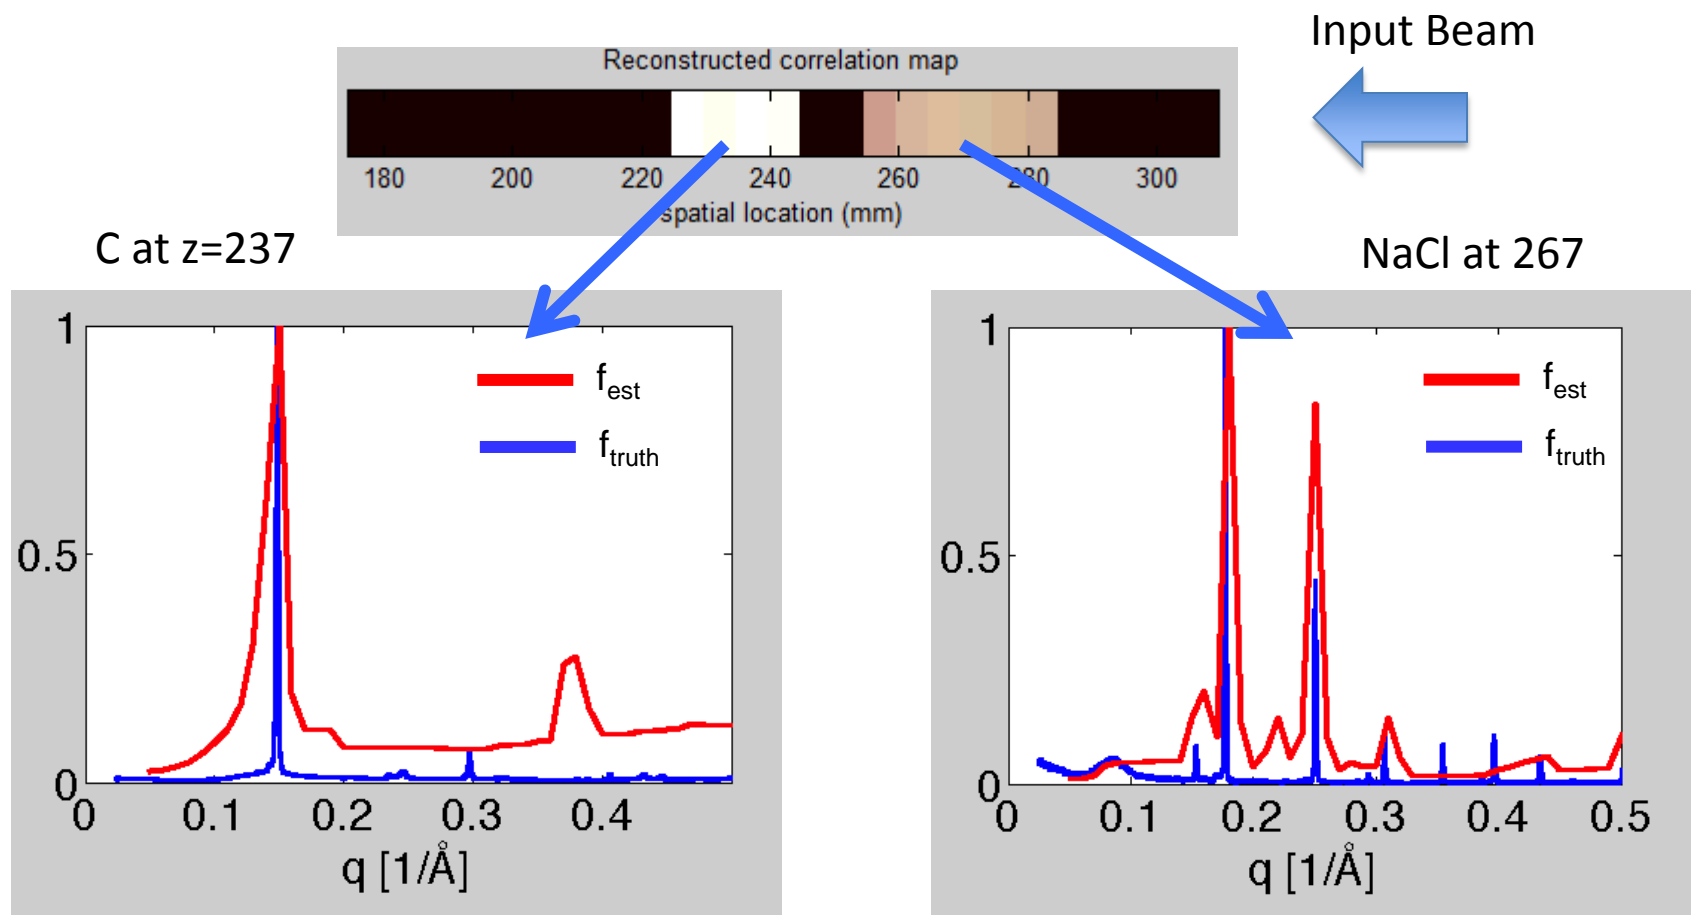 Input Beam
Reconstructed correlation map
180 200 220 240 260 280 300
spatial location (mm)
C at z=237
NaCl at 267
1
0.5
0
0 0.1 0.2 0.3 0.4
q [1/Å]
f_est
f_truth
1
0.5
0
0 0.1 0.2 0.3 0.4 0.5
q [1/Å]
f_est
f_truth